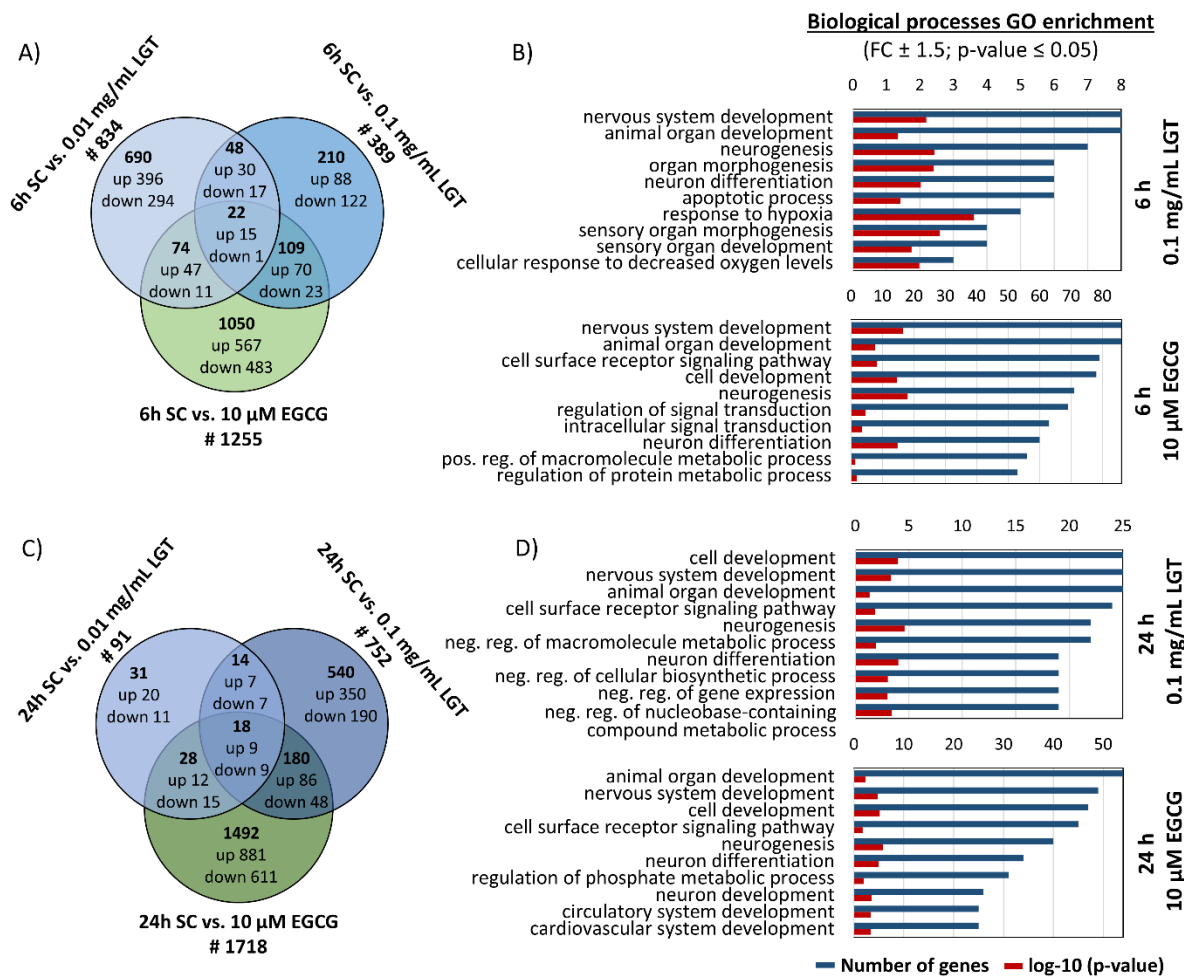 A)
6h SC vs. 0.01 mg/mL LGT
# 834
6h SC vs. 0.1 mg/mL LGT
# 389
690
up 396
down 294
48
up 30
down 17
210
up 88
down 122
22
up 15
down 1
74
up 47
down 11
109
up 70
down 23
1050
up 567
down 483
6h SC vs. 10 µM EGCG
# 1255
Biological processes GO enrichment
(FC ± 1.5; p-value ≤ 0.05)
B)
0 1 2 3 4 5 6 7 8
nervous system development
animal organ development
neurogenesis
organ morphogenesis
neuron differentiation
apoptotic process
response to hypoxia
sensory organ morphogenesis
sensory organ development
cellular response to decreased oxygen levels
6 h
0.1 mg/mL LGT
0 10 20 30 40 50 60 70 80
nervous system development
animal organ development
cell surface receptor signaling pathway
cell development
neurogenesis
regulation of signal transduction
intracellular signal transduction
neuron differentiation
pos. reg. of macromolecule metabolic process
regulation of protein metabolic process
6 h
10 µM EGCG
C)
24h SC vs. 0.01 mg/mL LGT
# 91
24h SC vs. 0.1 mg/mL LGT
# 752
31
up 20
down 11
14
up 7
down 7
540
up 350
down 190
18
up 9
down 9
28
up 12
down 15
180
up 86
down 48
1492
up 881
down 611
24h SC vs. 10 µM EGCG
# 1718
D)
0 5 10 15 20 25
cell development
nervous system development
animal organ development
cell surface receptor signaling pathway
neurogenesis
neg. reg. of macromolecule metabolic process
neuron differentiation
neg. reg. of cellular biosynthetic process
neg. reg. of gene expression
neg. reg. of nucleobase-containing
compound metabolic process
24 h
0.1 mg/mL LGT
0 10 20 30 40 50
animal organ development
nervous system development
cell development
cell surface receptor signaling pathway
neurogenesis
neuron differentiation
regulation of phosphate metabolic process
neuron development
circulatory system development
cardiovascular system development
24 h
10 µM EGCG
Number of genes
log-10 (p-value)